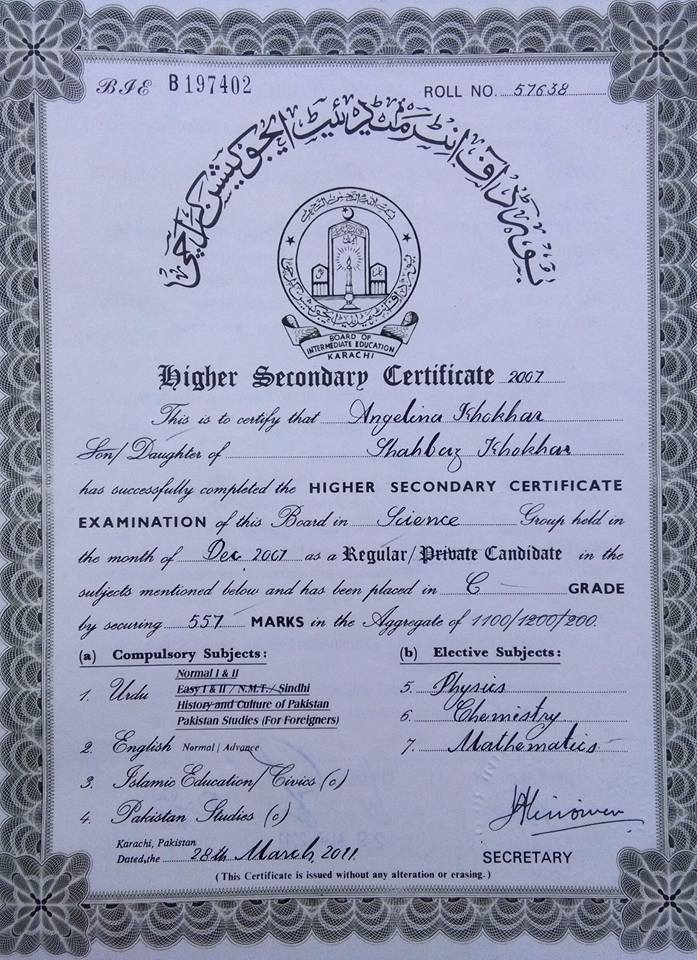 BIE B 197402
ROLL NO. 57638
بورڈ آف انٹرمیڈیئیٹ ایجوکیشن کراچی
BOARD OF
INTERMEDIATE EDUCATION
KARACHI
Higher Secondary Certificate 2007
This is to certify that Angelina Khokhar
Son/Daughter of Shahbaz Khokhar
has successfully completed the HIGHER SECONDARY CERTIFICATE
EXAMINATION of this Board in Science Group held in
the month of Dec 2007 as a Regular/Private Candidate in the
subjects mentioned below and has been placed in C GRADE
by securing 557 MARKS in the Aggregate of 1100/1200/200.
(a) Compulsory Subjects:
Normal I & II
1. Urdu Easy I & II / N.M.T. / Sindhi
History and Culture of Pakistan
Pakistan Studies (For Foreigners)
2. English Normal | Advance
3. Islamic Education/Civics (c)
4. Pakistan Studies (c)
(b) Elective Subjects:
5. Physics
6. Chemistry
7. Mathematics
Karachi, Pakistan
Dated, the 28th March, 2011
SECRETARY
(This Certificate is issued without any alteration or erasing.)